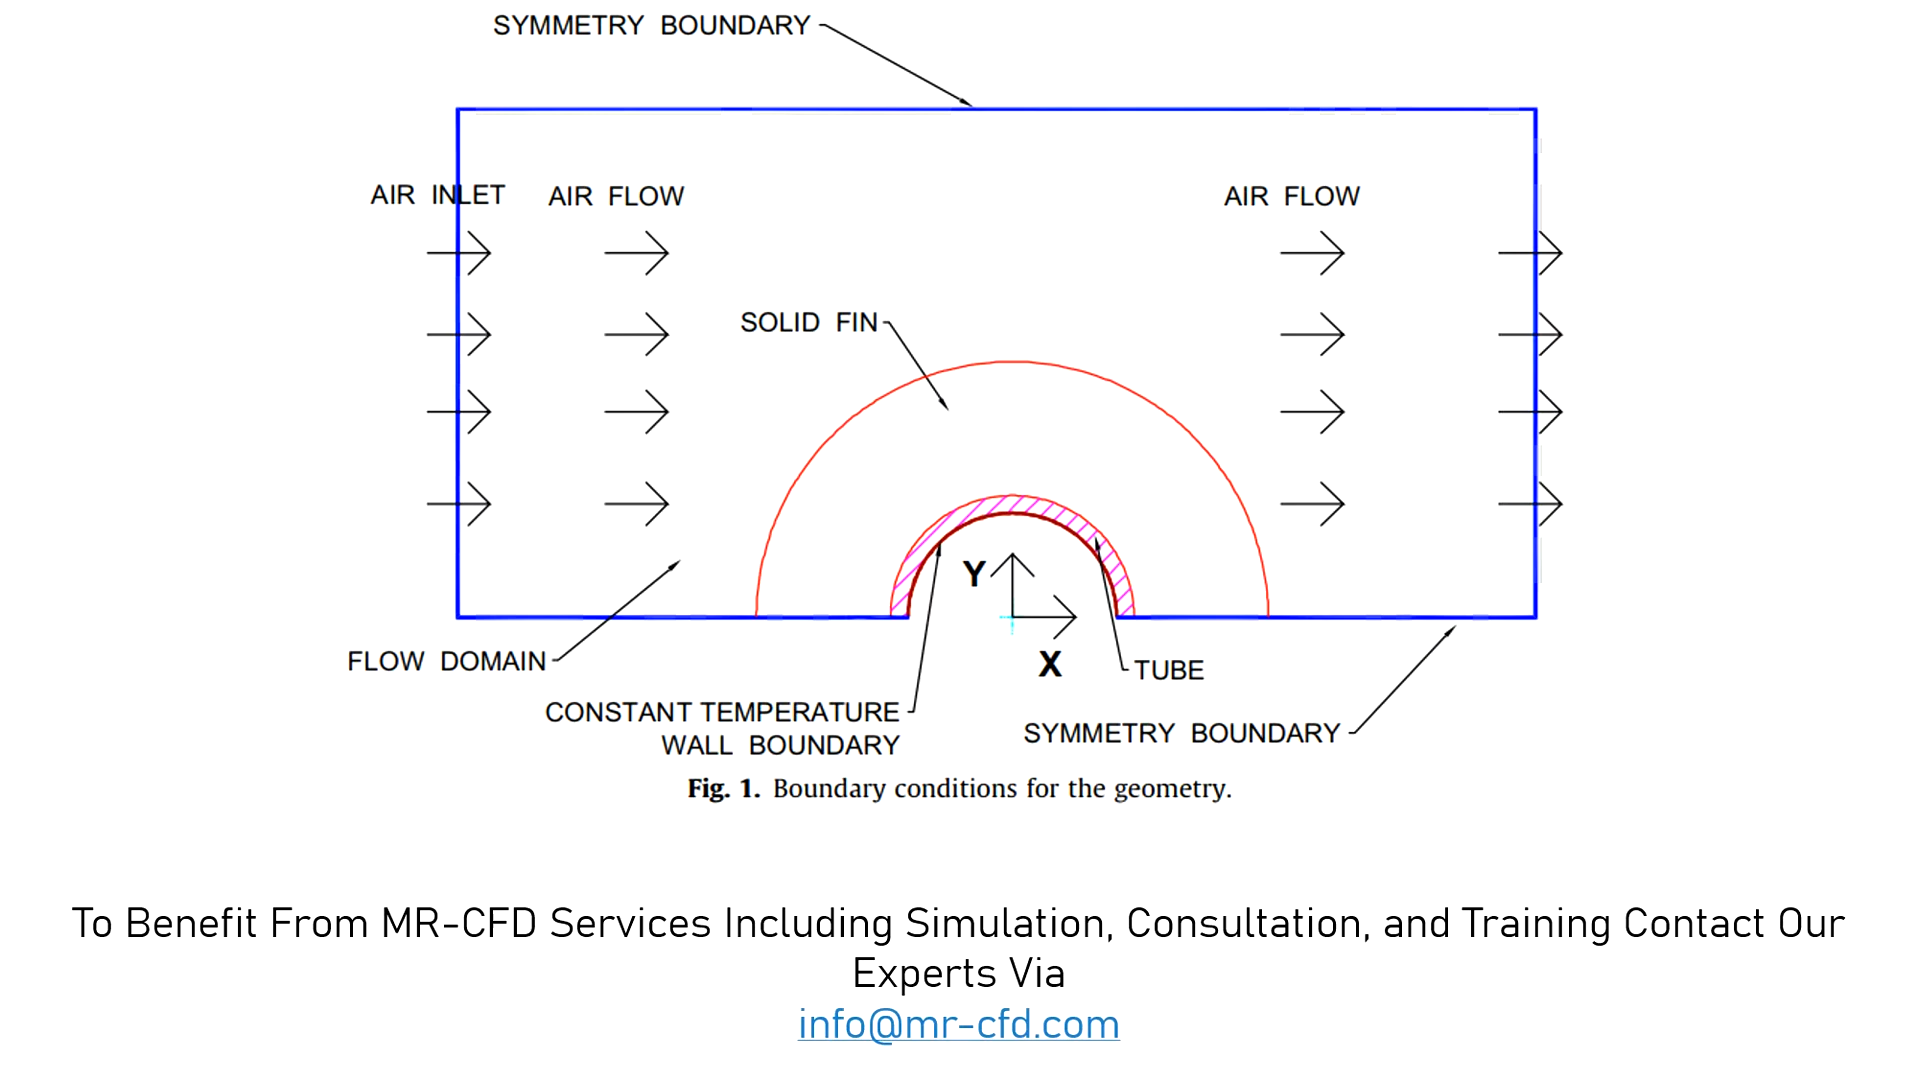 SYMMETRY BOUNDARY
AIR INLET
AIR FLOW
AIR FLOW
SOLID FIN
Y
X
FLOW DOMAIN
TUBE
CONSTANT TEMPERATURE
WALL BOUNDARY
SYMMETRY BOUNDARY
Fig. 1. Boundary conditions for the geometry.
To Benefit From MR-CFD Services Including Simulation, Consultation, and Training Contact Our
Experts Via
info@mr-cfd.com